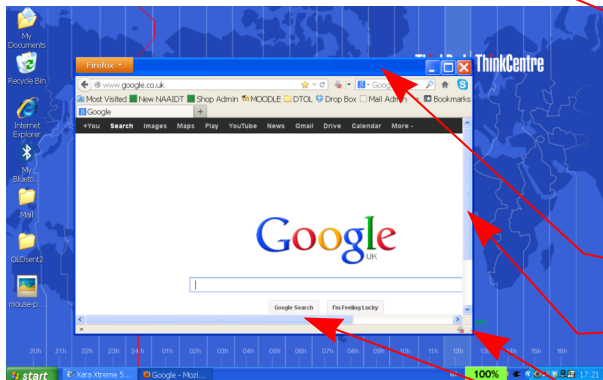 My
Documents
ThinkCentre
Firefox
Recycle Bin
www.google.co.uk
Goog
Most Visited New NAAIDT Shop Admin MOODLE DTOL Drop Box Mail Admin Bookmarks
Google
+You Search Images Maps Play YouTube News Gmail Drive Calendar More
Internet
Explorer
My
Blueto...
Mail
Google
UK
OLDsent2
mouse-p...
Google Search I'm Feeling Lucky
20h 21h 22h 23h 24h 01h 02h 03h 04h 05h 06h 07h 08h 09h 10h 11h 12h 13h 14h 15h 16h
start Xara Xtreme 5... Google - Mozi... 100% 17:21